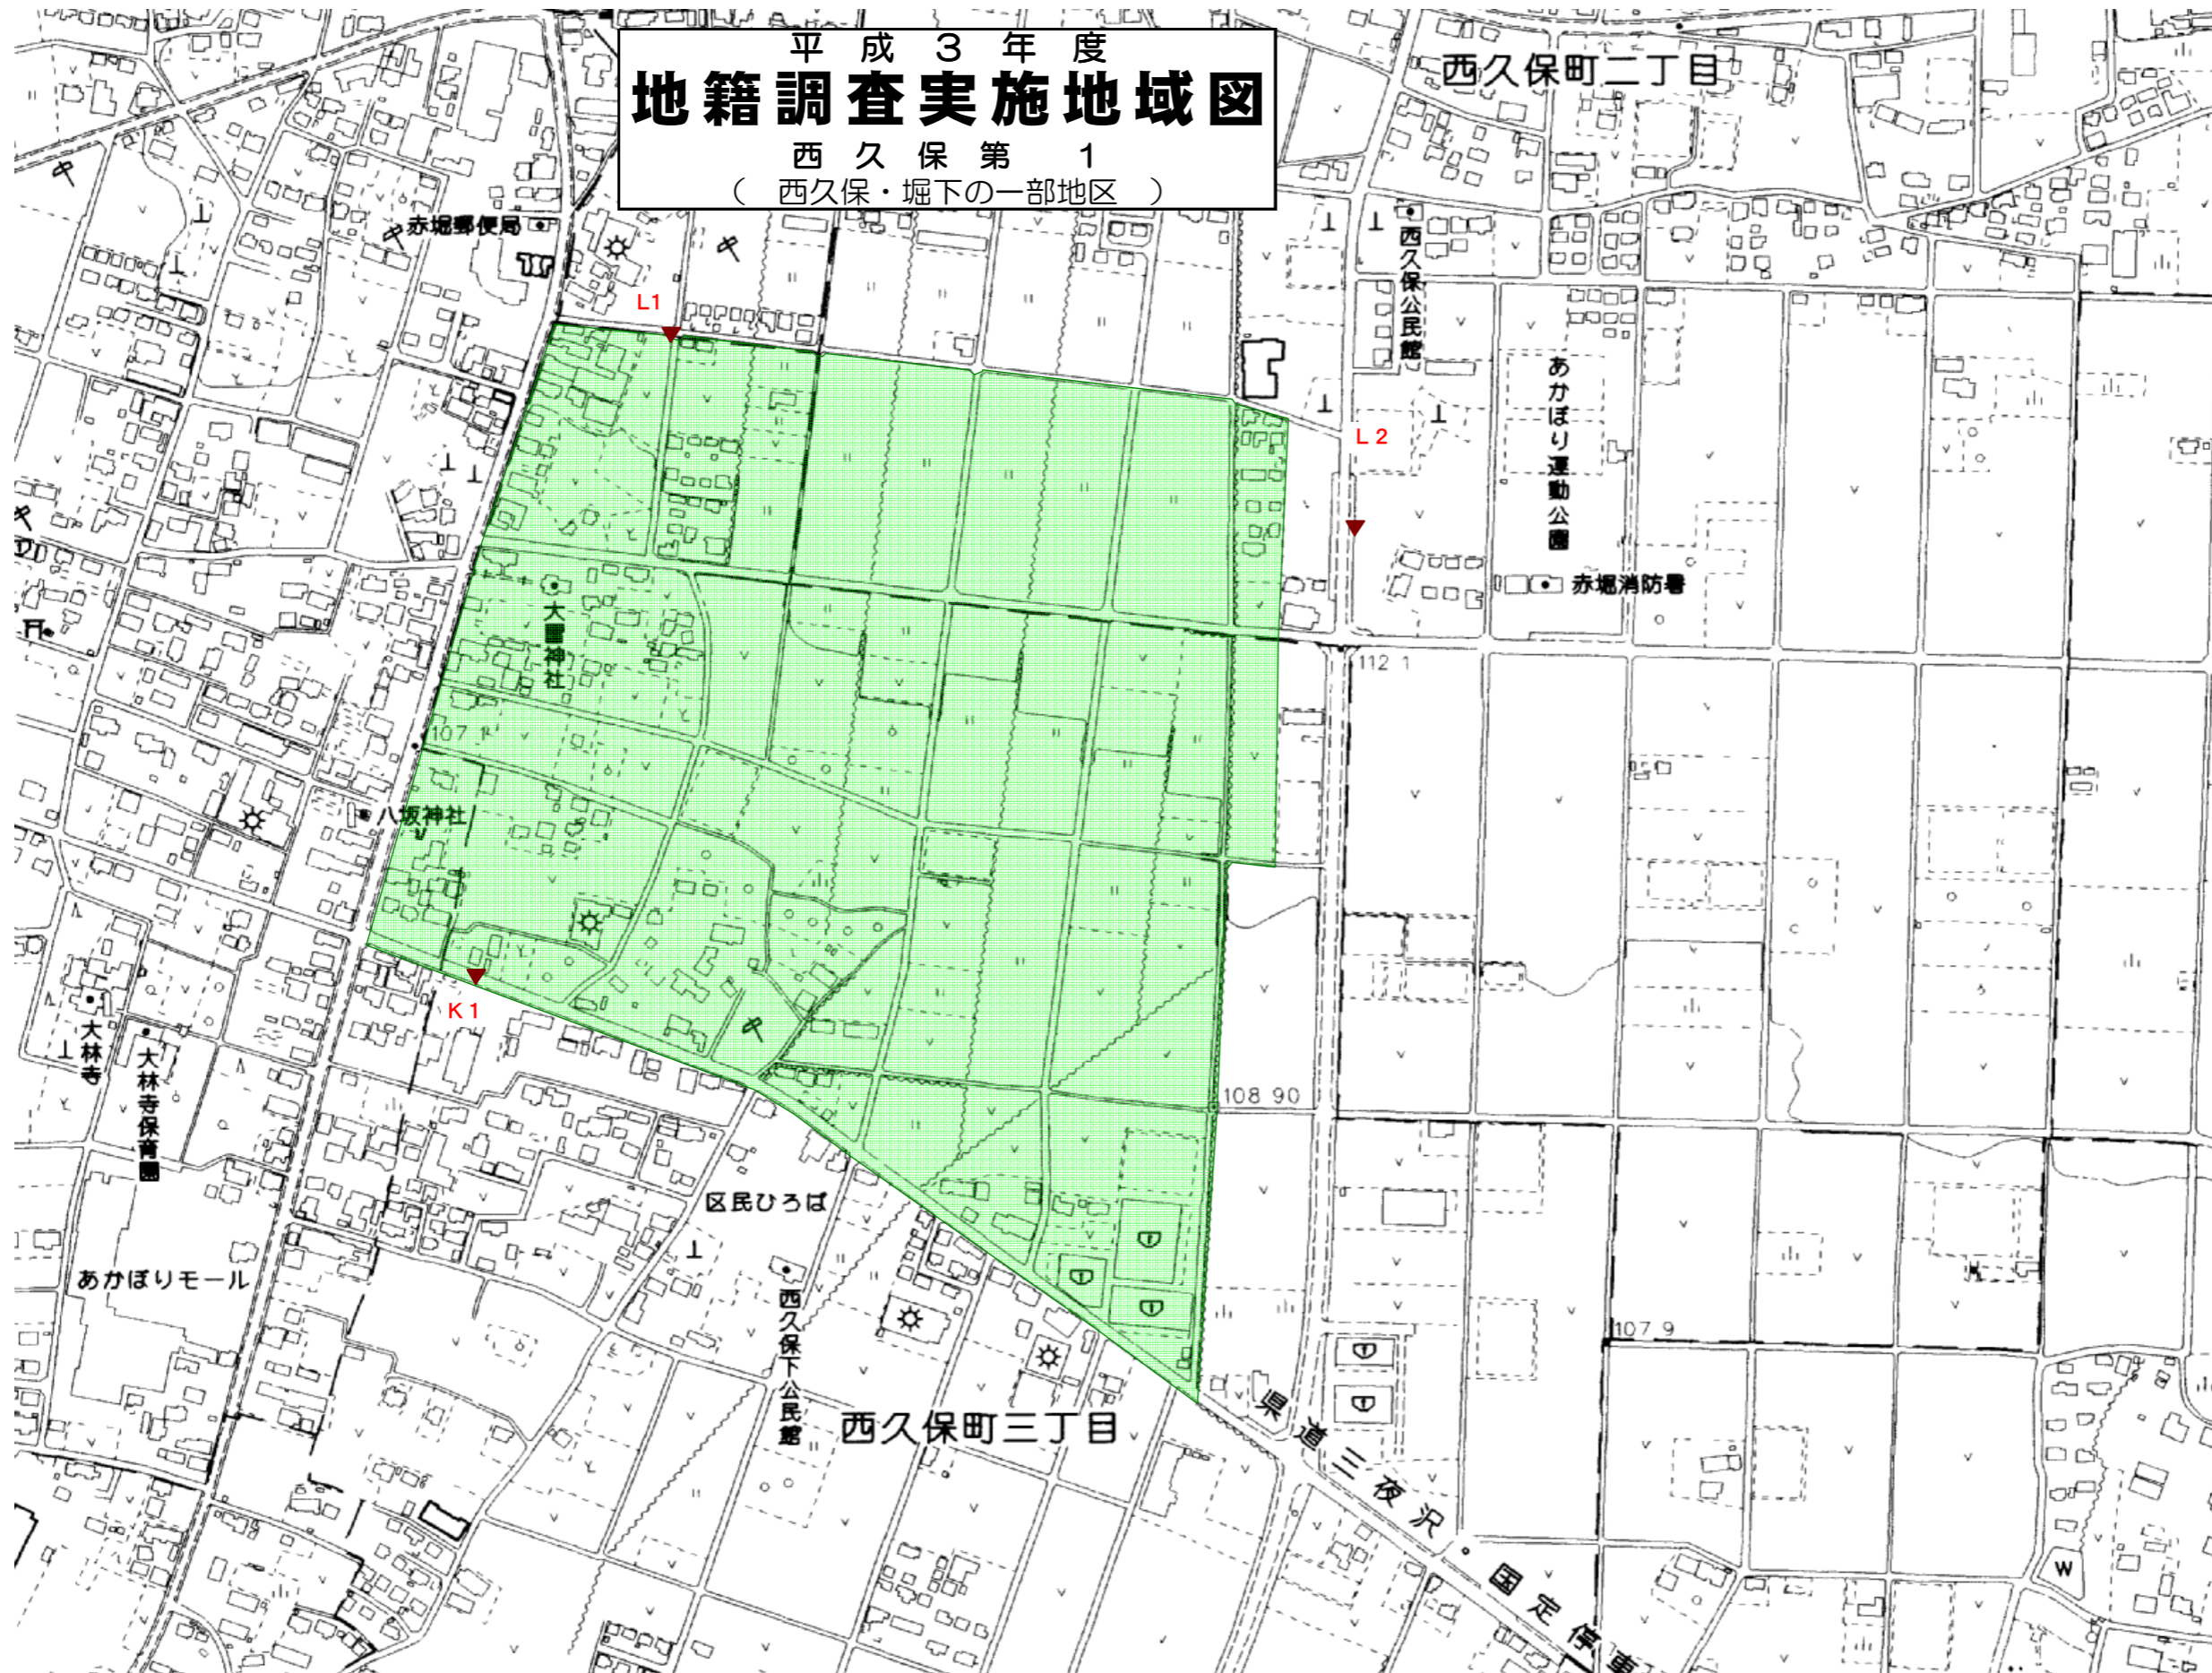 平成3年度
地籍調査実施地域図
西久保第 1
( 西久保・堀下の一部地区 )
西久保町二丁目
赤堀郵便局
西久保公民館
L1
L2
あかぼり運動公園
赤堀消防署
大雷神社
112 1
107 1
八坂神社
K1
大林寺
大林寺保育園
108 90
区民ひろば
あかぼりモール
西久保下公民館
107 9
西久保町三丁目
県道三夜沢・国定停車
W